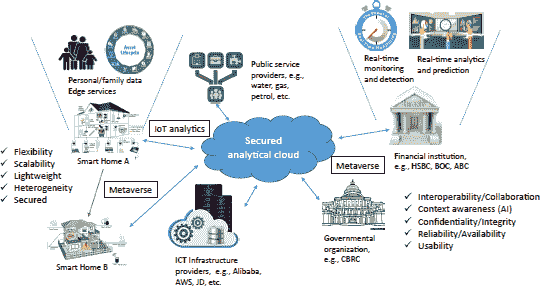 Asset
Lifecycle
Personal/family data
Edge services
Public service
providers, e.g.,
water, gas,
petrol, etc.
Real-time
monitoring
and detection
Real-time analytics
and prediction
IoT analytics
Secured
analytical cloud
Smart Home A
✓ Flexibility
✓ Scalability
✓ Lightweight
✓ Heterogeneity
✓ Secured
Metaverse
Metaverse
Financial institution,
e.g., HSBC, BOC, ABC
Smart Home B
ICT Infrastructure
providers, e.g., Alibaba,
AWS, JD, etc.
Governmental
organization,
e.g., CBRC
✓ Interoperability/Collaboration
✓ Context awareness (AI)
✓ Confidentiality/Integrity
✓ Reliability/Availability
✓ Usability